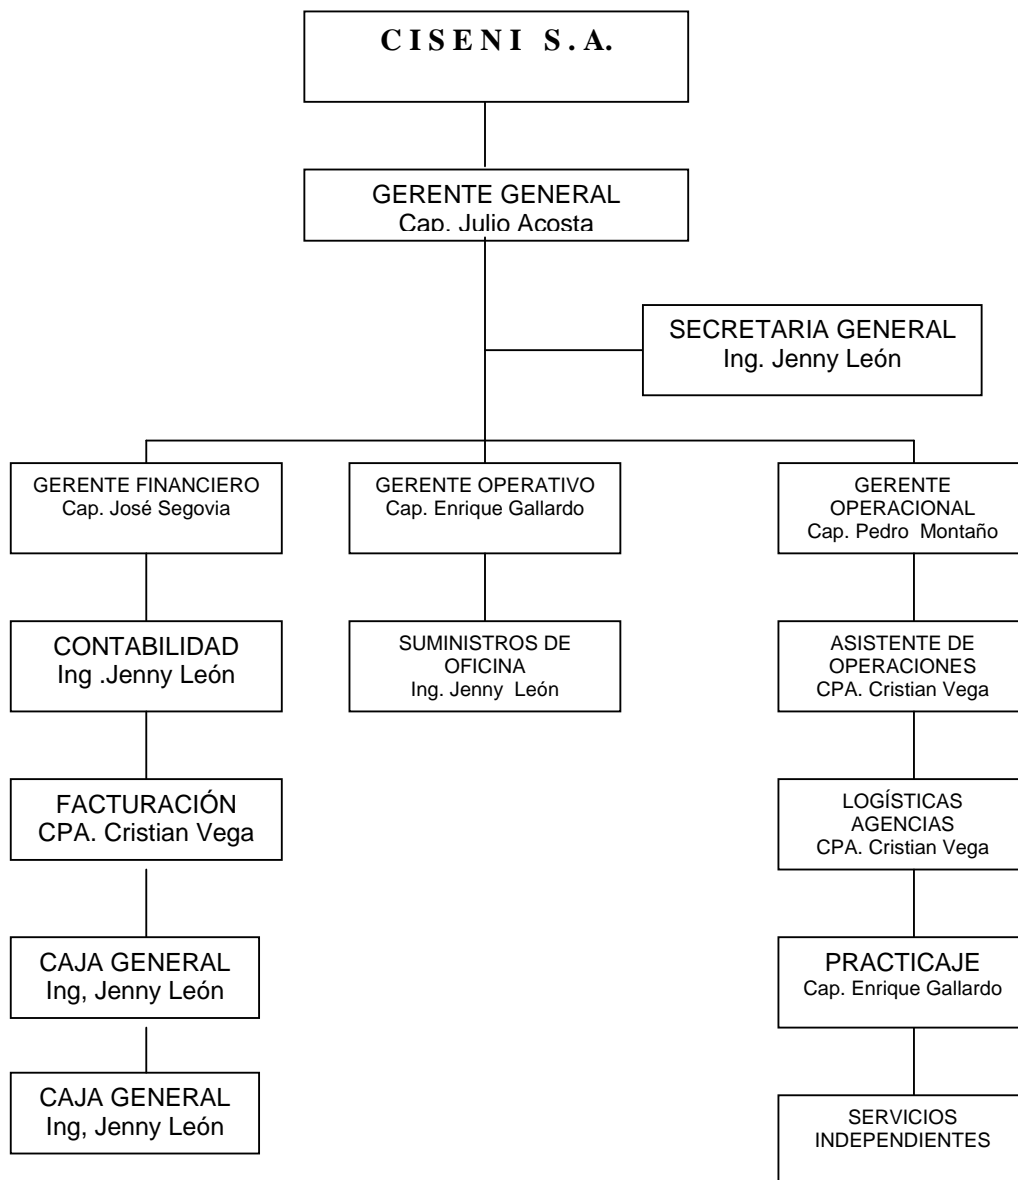 C I S E N I S . A.
GERENTE GENERAL
Cap. Julio Acosta
SECRETARIA GENERAL
Ing. Jenny León
GERENTE FINANCIERO
Cap. José Segovia
GERENTE OPERATIVO
Cap. Enrique Gallardo
GERENTE
OPERACIONAL
Cap. Pedro Montaño
CONTABILIDAD
Ing .Jenny León
SUMINISTROS DE
OFICINA
Ing. Jenny León
ASISTENTE DE
OPERACIONES
CPA. Cristian Vega
FACTURACIÓN
CPA. Cristian Vega
LOGÍSTICAS
AGENCIAS
CPA. Cristian Vega
CAJA GENERAL
Ing, Jenny León
PRACTICAJE
Cap. Enrique Gallardo
CAJA GENERAL
Ing, Jenny León
SERVICIOS
INDEPENDIENTES